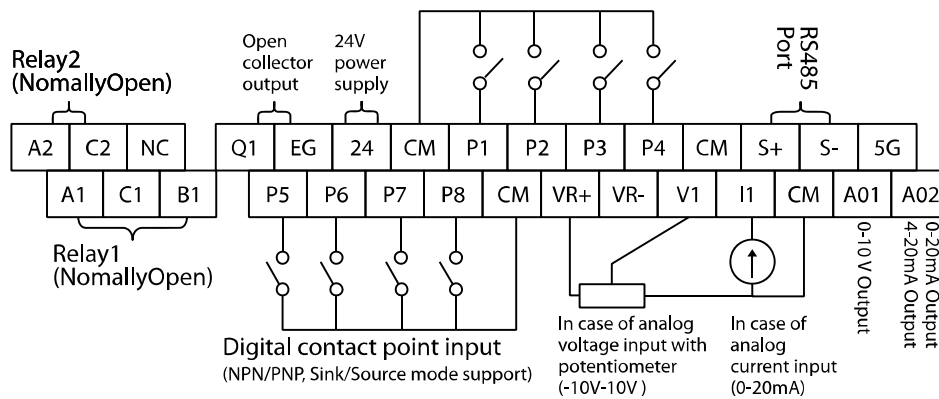 Relay2
(NomallyOpen)
Open
collector
output
24V
power
supply
RS485
Port
A2 C2 NC Q1 EG 24 CM P1 P2 P3 P4 CM S+ S- 5G
A1 C1 B1 P5 P6 P7 P8 CM VR+ VR- V1 I1 CM A01 A02
Relay1
(NomallyOpen)
Digital contact point input
(NPN/PNP, Sink/Source mode support)
In case of analog
voltage input with
potentiometer
(-10V-10V )
In case of
analog
current input
(0-20mA)
0-10 V Output
0-20mA Output
4-20mA Output